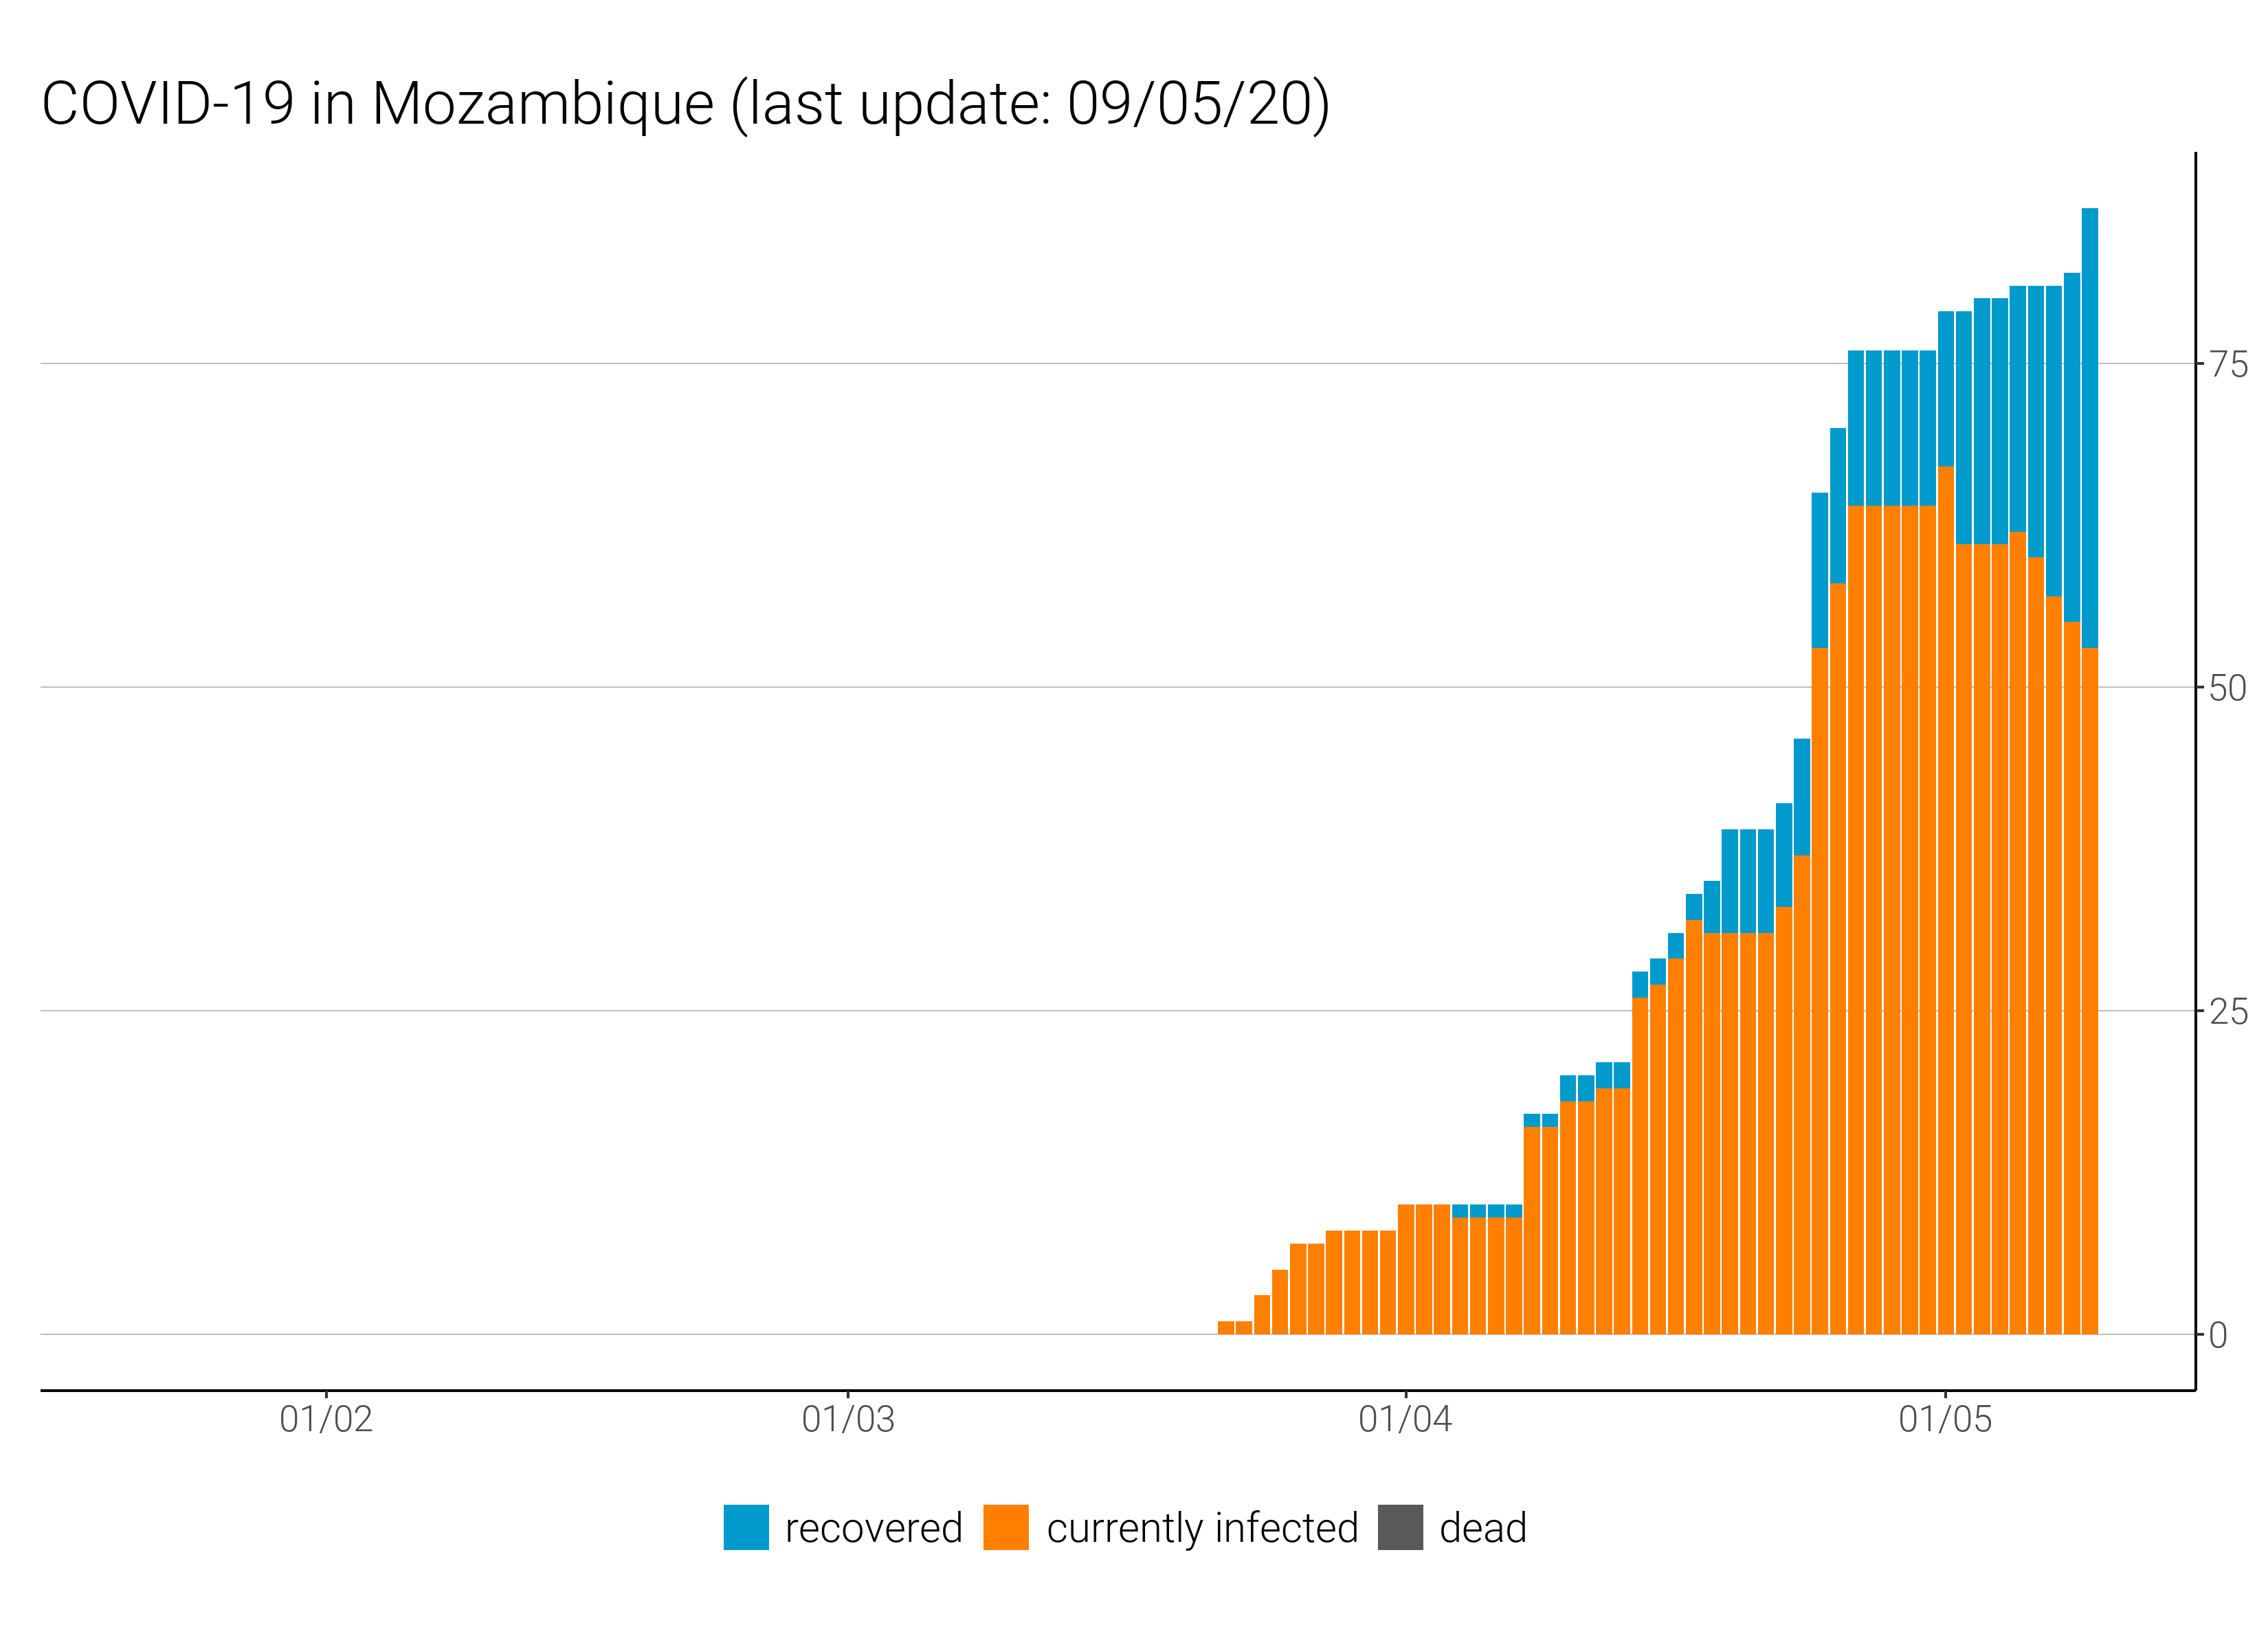 COVID-19 in Mozambique (last update: 09/05/20)
75
50
25
0
01/02 01/03 01/04 01/05
recovered currently infected dead